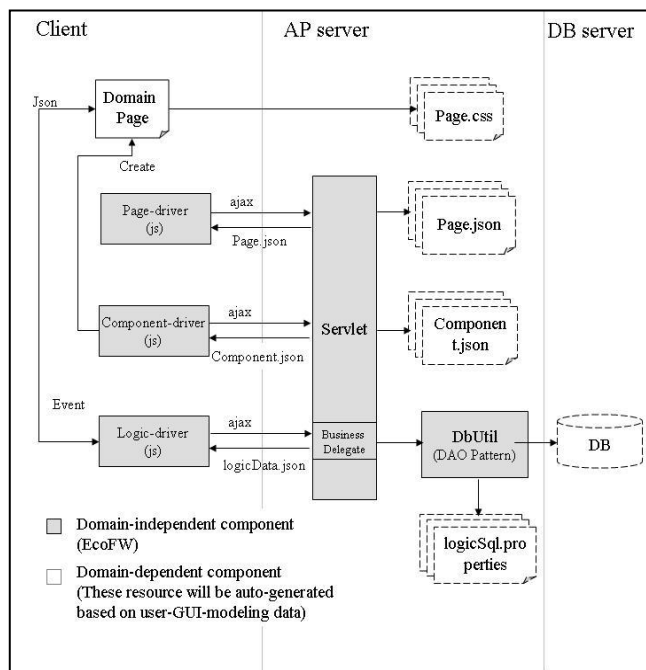 Client
AP server
DB server
Json
Domain
Page
Page.css
Create
Page-driver
(js)
ajax
Page.json
Page.json
Servlet
Component-driver
(js)
ajax
Component.json
Componen
t.json
Event
Logic-driver
(js)
ajax
logicData.json
Business
Delegate
DbUtil
(DAO Pattern)
DB
logicSql.pro
perties
Domain-independent component
(EcoFW)
Domain-dependent component
(These resource will be auto-generated
based on user-GUI-modeling data)